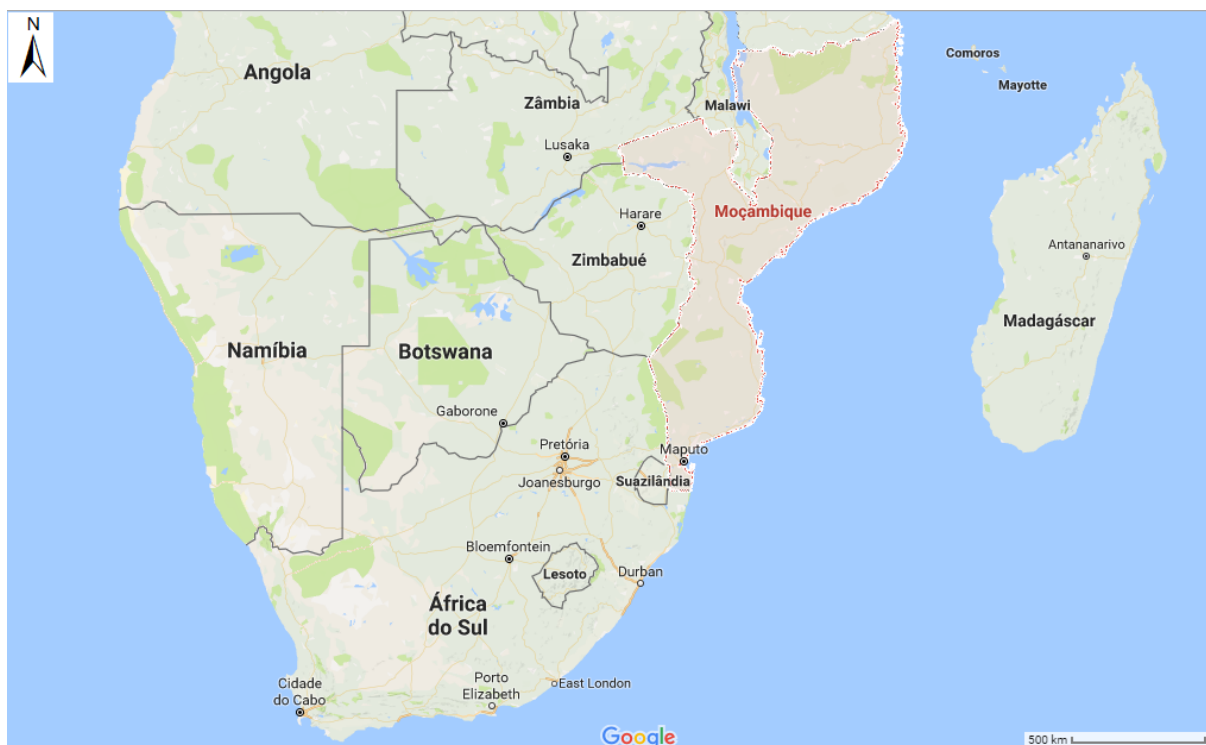 N
Angola
Zâmbia
Lusaka
Malawi
Comoros
Mayotte
Moçambique
Harare
Zimbabué
Antananarivo
Madagáscar
Namíbia
Botswana
Gaborone
Pretória
Joanesburgo
Maputo
Suazilândia
Bloemfontein
Lesoto
Durban
África
do Sul
Cidade
do Cabo
Porto
Elizabeth
East London
Google
500 km